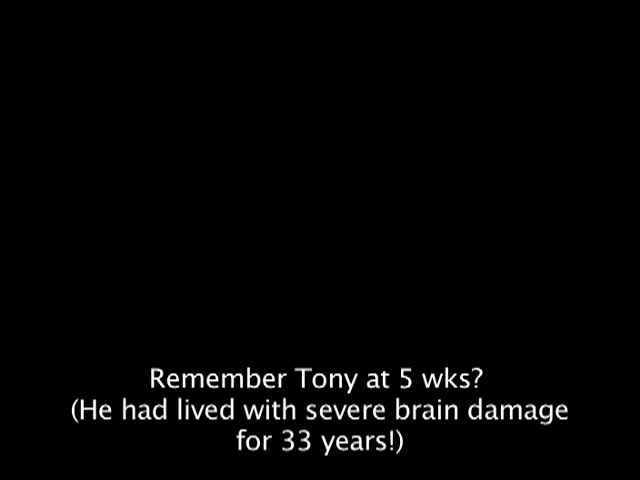 Remember Tony at 5 wks?
(He had lived with severe brain damage
for 33 years!)